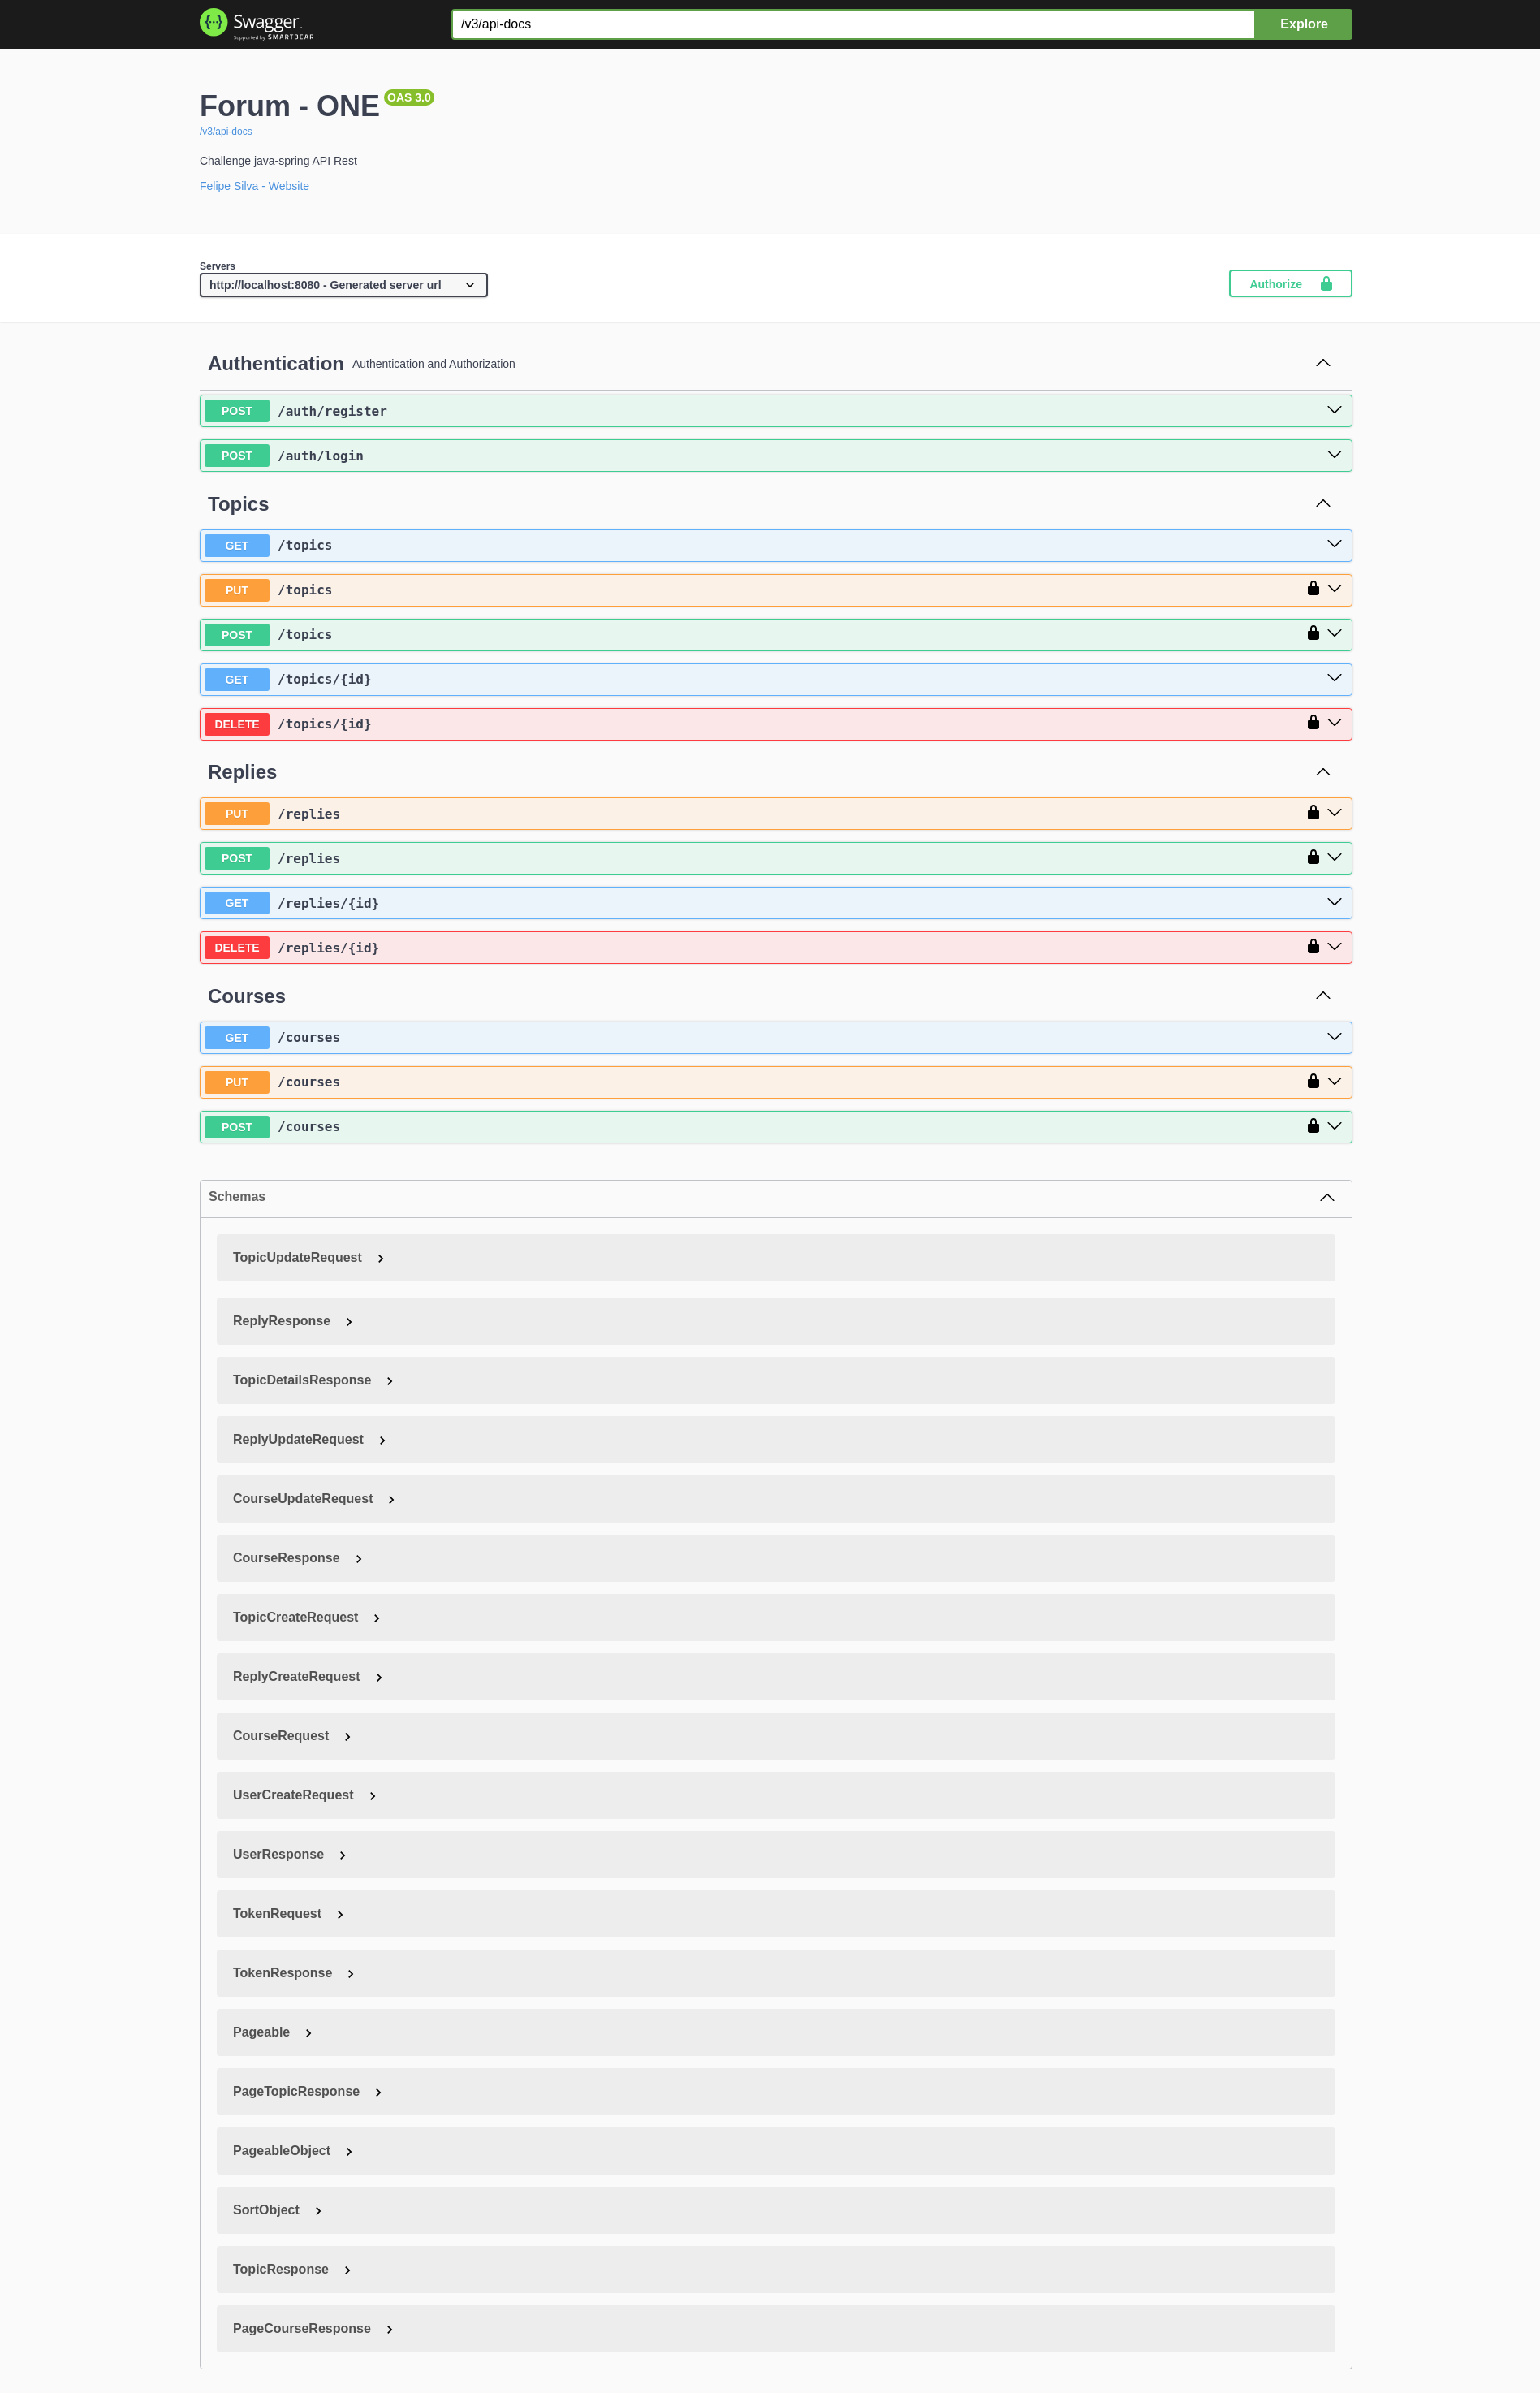 Swagger.
Supported by SMARTBEAR
/v3/api-docs
Explore
Forum - ONE OAS 3.0
/v3/api-docs
Challenge java-spring API Rest
Felipe Silva - Website
Servers
http://localhost:8080 - Generated server url
Authorize
Authentication Authentication and Authorization
POST /auth/register
POST /auth/login
Topics
GET /topics
PUT /topics
POST /topics
GET /topics/{id}
DELETE /topics/{id}
Replies
PUT /replies
POST /replies
GET /replies/{id}
DELETE /replies/{id}
Courses
GET /courses
PUT /courses
POST /courses
Schemas
TopicUpdateRequest
ReplyResponse
TopicDetailsResponse
ReplyUpdateRequest
CourseUpdateRequest
CourseResponse
TopicCreateRequest
ReplyCreateRequest
CourseRequest
UserCreateRequest
UserResponse
TokenRequest
TokenResponse
Pageable
PageTopicResponse
PageableObject
SortObject
TopicResponse
PageCourseResponse